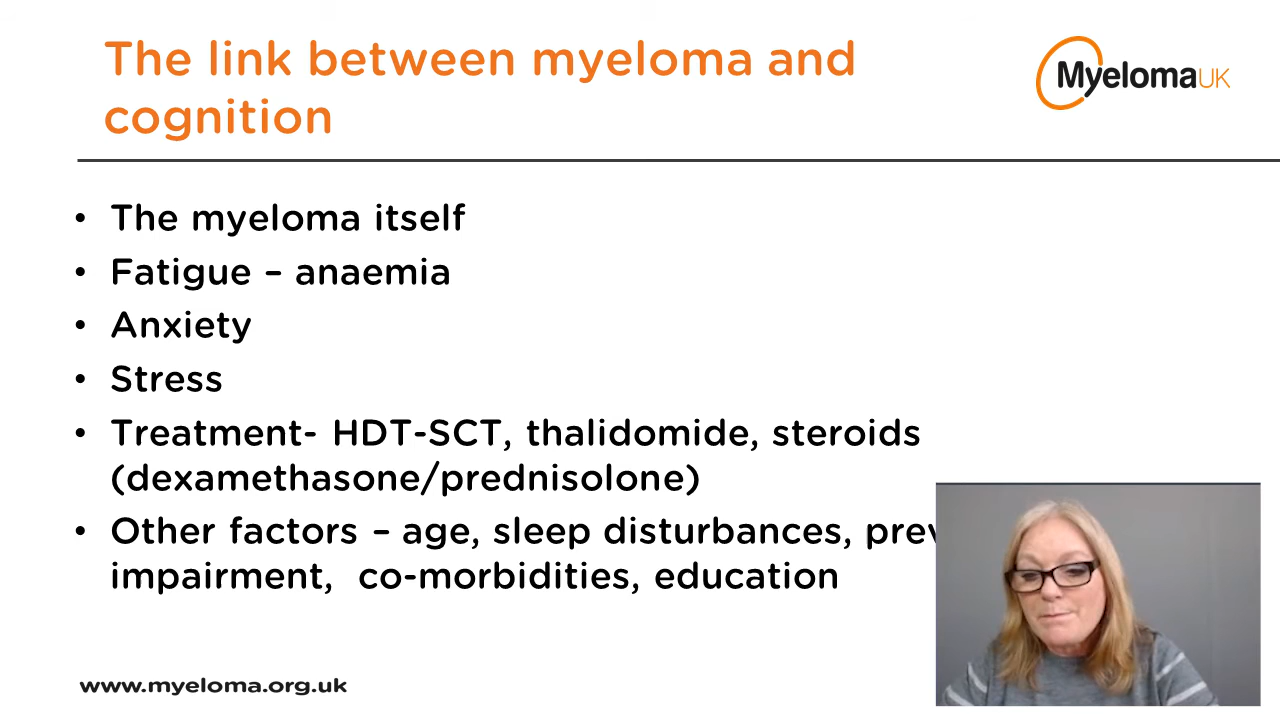 The link between myeloma and
cognition
MyelomaUK
• The myeloma itself
• Fatigue – anaemia
• Anxiety
• Stress
• Treatment- HDT-SCT, thalidomide, steroids
(dexamethasone/prednisolone)
• Other factors – age, sleep disturbances,
impairment, co-morbidities, education
www.myeloma.org.uk